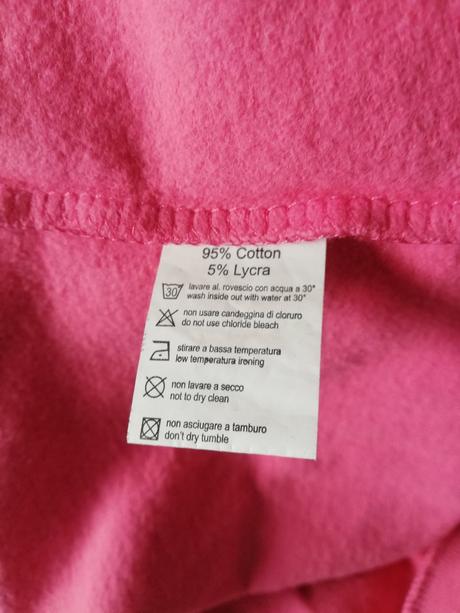 95% Cotton
5% Lycra
30
lavare al. rovescio con acqua a 30°
wash inside out with water at 30°
non usare candeggina di cloruro
do not use chloride bleach
stirare a bassa temperatura
low temperatura ironing
non lavare a secco
not to dry clean
non asciugare a tamburo
don't dry tumble